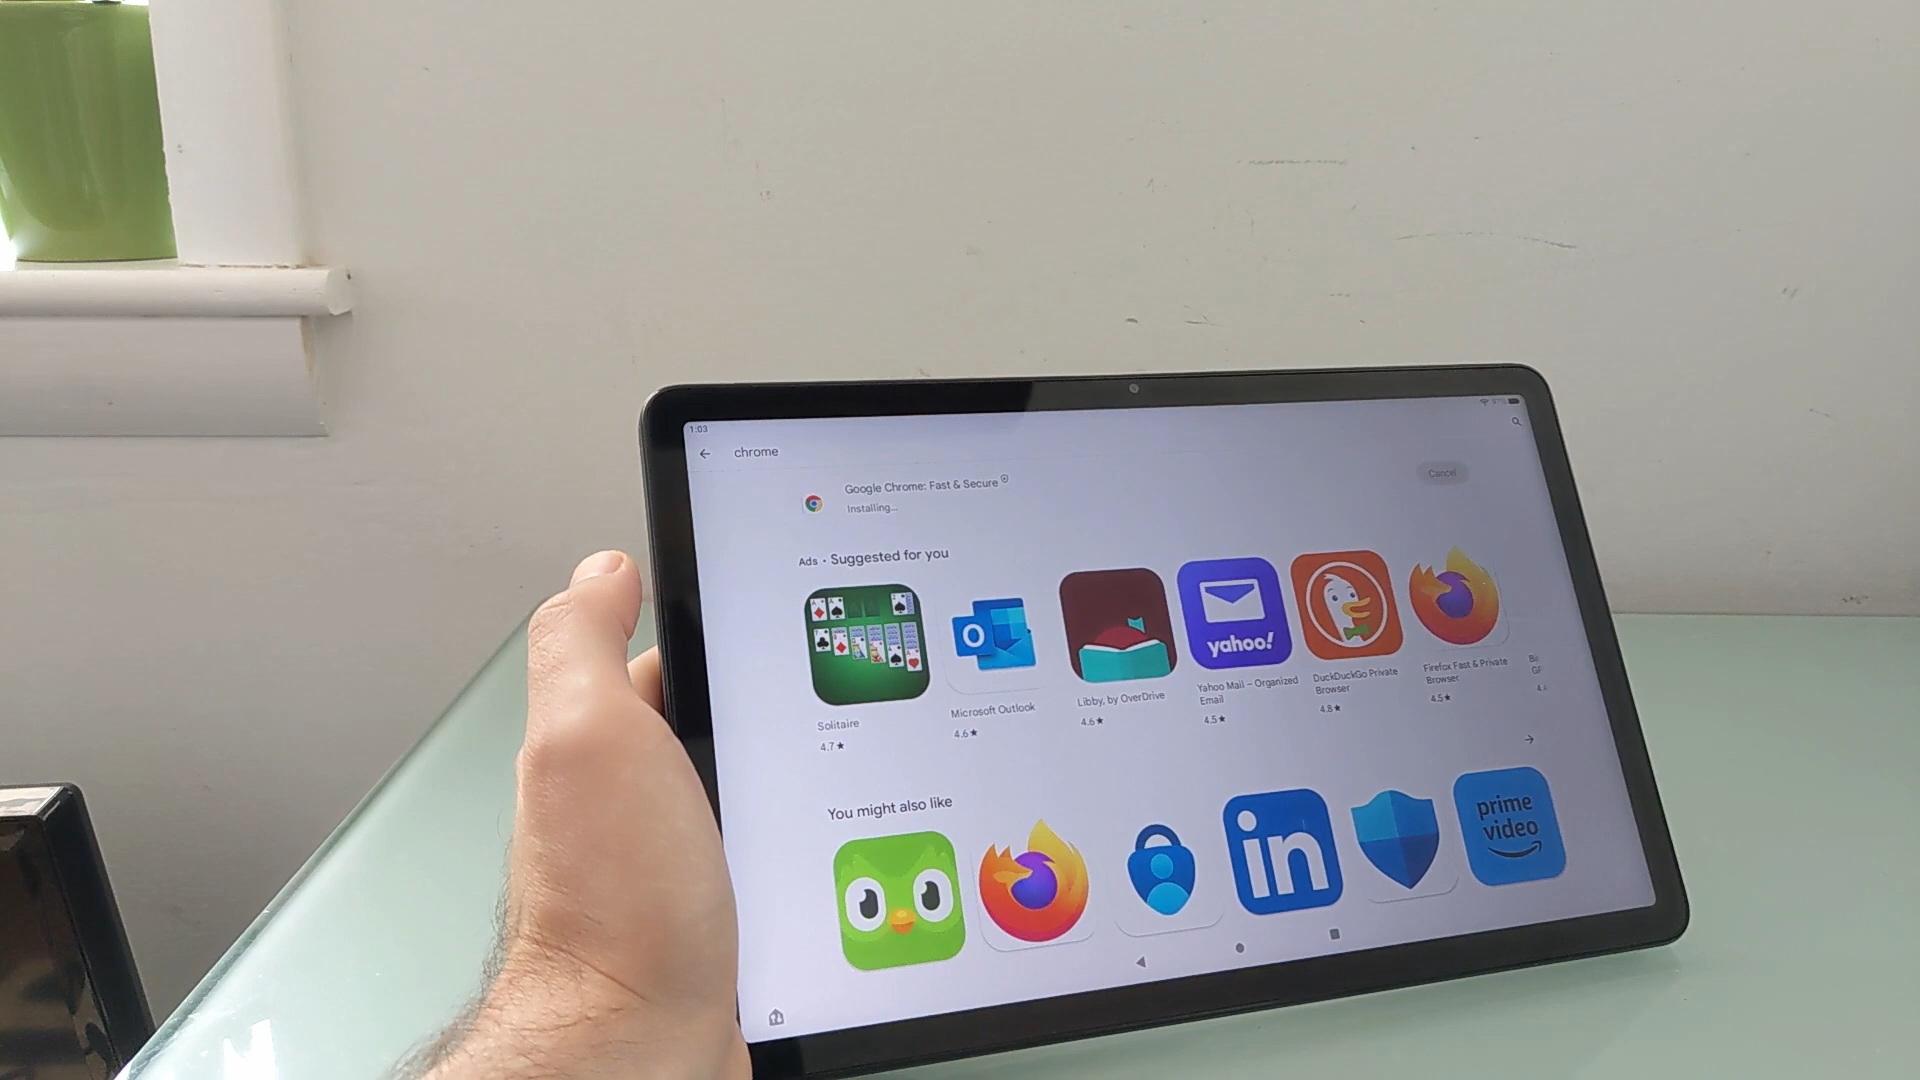 1:03
97%
chrome
Google Chrome: Fast & Secure
Installing...
Cancel
Ads • Suggested for you
yahoo!
Solitaire
4.7★
Microsoft Outlook
4.6★
Libby, by OverDrive
4.6★
Yahoo Mail – Organized
Email
4.5★
DuckDuckGo Private
Browser
4.8★
Firefox Fast & Private
Browser
4.5★
You might also like
in
prime
video